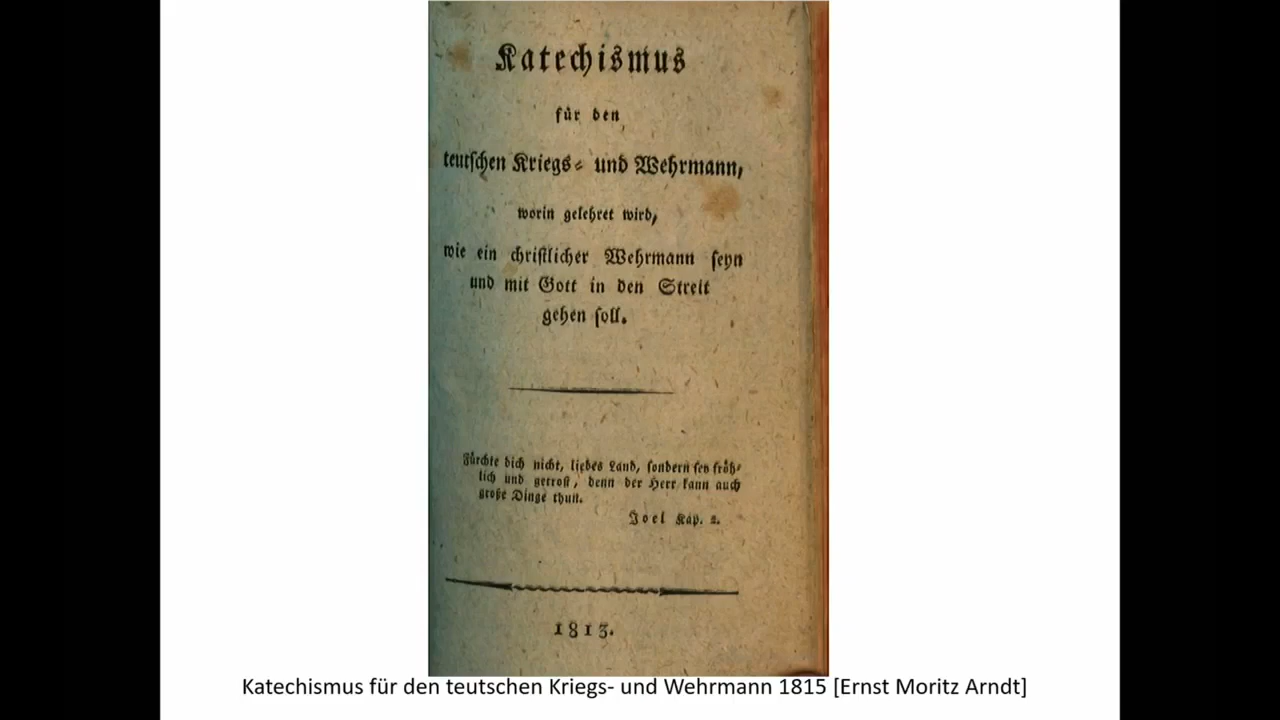 Katechismus
für den
teutschen Kriegs- und Wehrmann,
worin gelehret wird,
wie ein christlicher Wehrmann seyn
und mit Gott in den Streit
gehen soll.
Fürchte dich nicht, liebes Land, sondern sey fröh-
lich und getrost, denn der Herr kann auch
große Dinge thun.
Joel Kap. 2.
1813.
Katechismus für den teutschen Kriegs- und Wehrmann 1815 [Ernst Moritz Arndt]